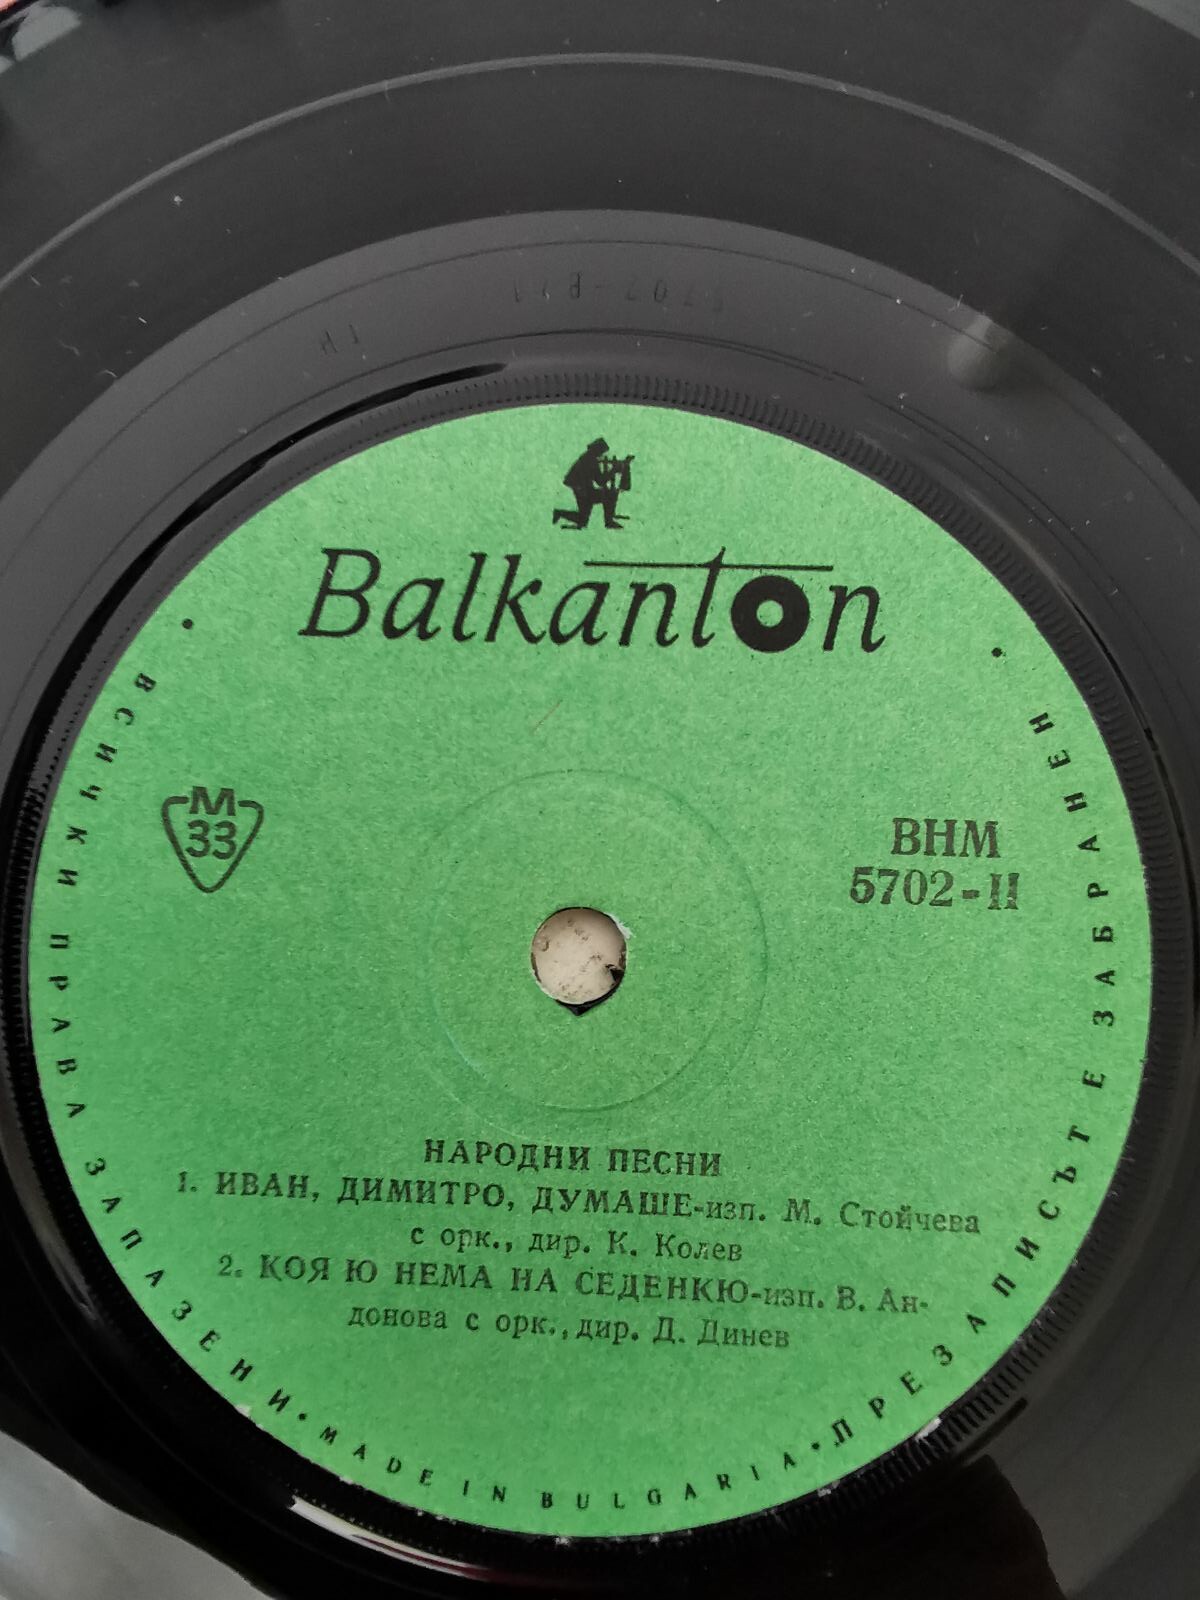 Balkanton
М
33
ВНМ
5702-II
НАРОДНИ ПЕСНИ
1. ИВАН, ДИМИТРО, ДУМАШЕ-изп. М. Стойчева
с орк., дир. К. Колев
2. КОЯ Ю НЕМА НА СЕДЕНКЮ-изп. В. Ан-
донова с орк., дир. Д. Динев
• ВСИЧКИ ПРАВА ЗАПАЗЕНИ • MADE IN BULGARIA • ПРЕЗАПИСЪТ Е ЗАБРАНЕН •